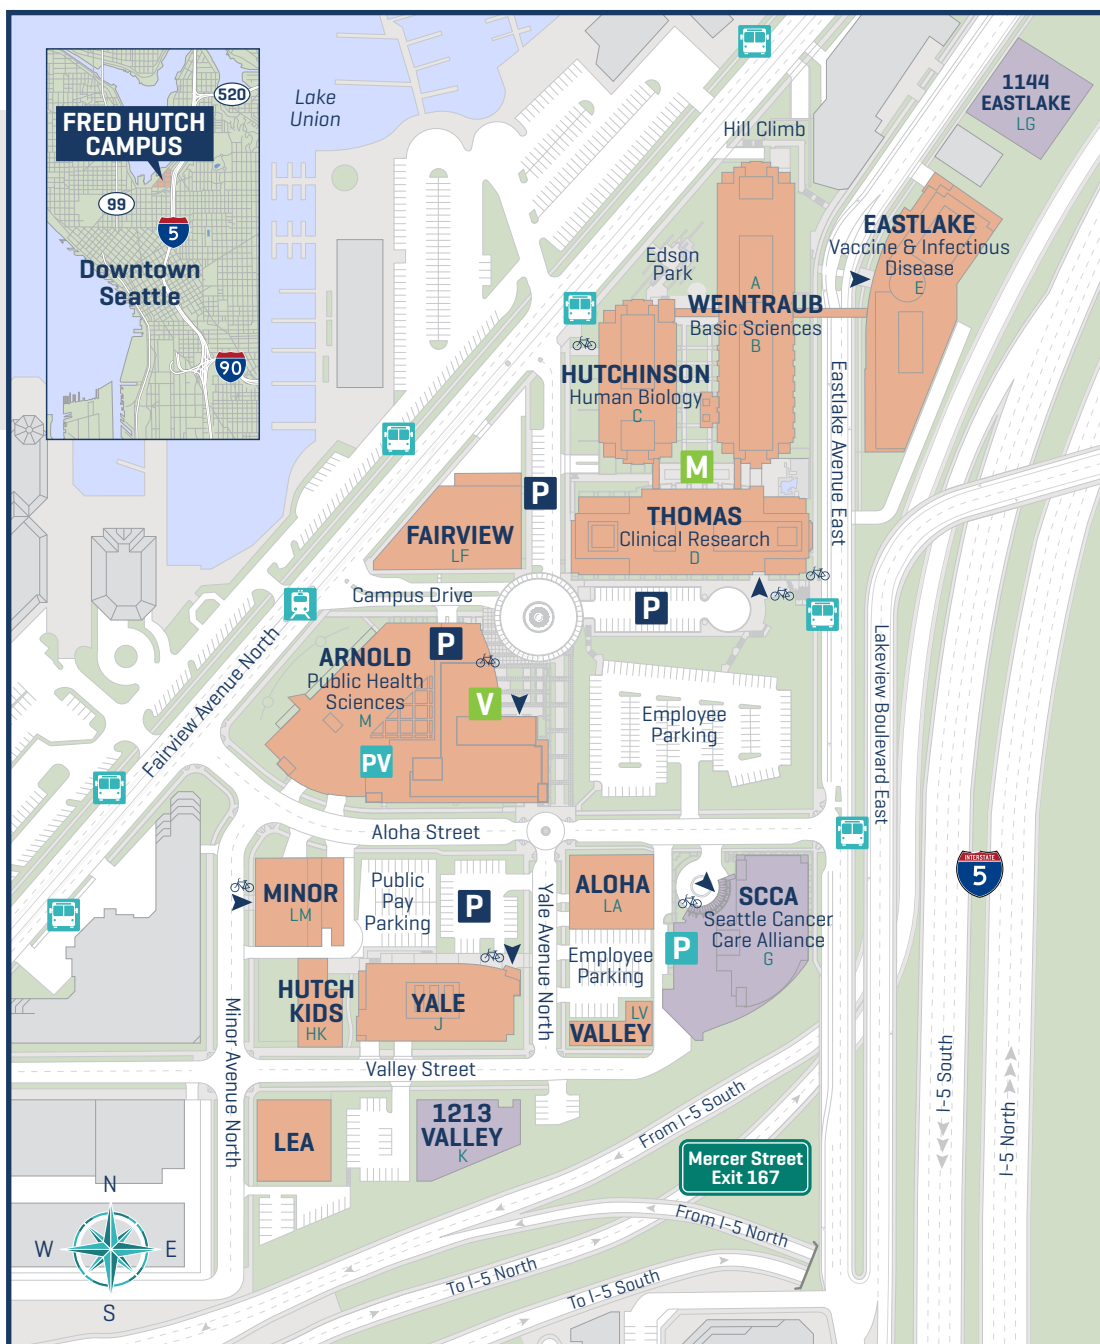 520
FRED HUTCH
CAMPUS
99
5
Downtown
Seattle
90
Lake
Union
Hill Climb
1144
EASTLAKE
LG
EASTLAKE
Vaccine & Infectious
Disease
E
Edson
Park
A
WEINTRAUB
Basic Sciences
B
HUTCHINSON
Human Biology
C
M
P
THOMAS
Clinical Research
D
FAIRVIEW
LF
Eastlake Avenue East
Campus Drive
P
P
ARNOLD
Public Health
Sciences
M
V
PV
Fairview Avenue North
Employee
Parking
Lakeview Boulevard East
Aloha Street
MINOR
LM
Public
Pay
Parking
P
Yale Avenue North
ALOHA
LA
SCCA
Seattle Cancer
Care Alliance
G
P
Employee
Parking
INTERSTATE
5
HUTCH
KIDS
HK
YALE
J
LV
VALLEY
Minor Avenue North
Valley Street
LEA
1213
VALLEY
K
From I-5 South
I-5 South
I-5 North
Mercer Street
Exit 167
From I-5 North
To I-5 North
To I-5 South
N
W
E
S